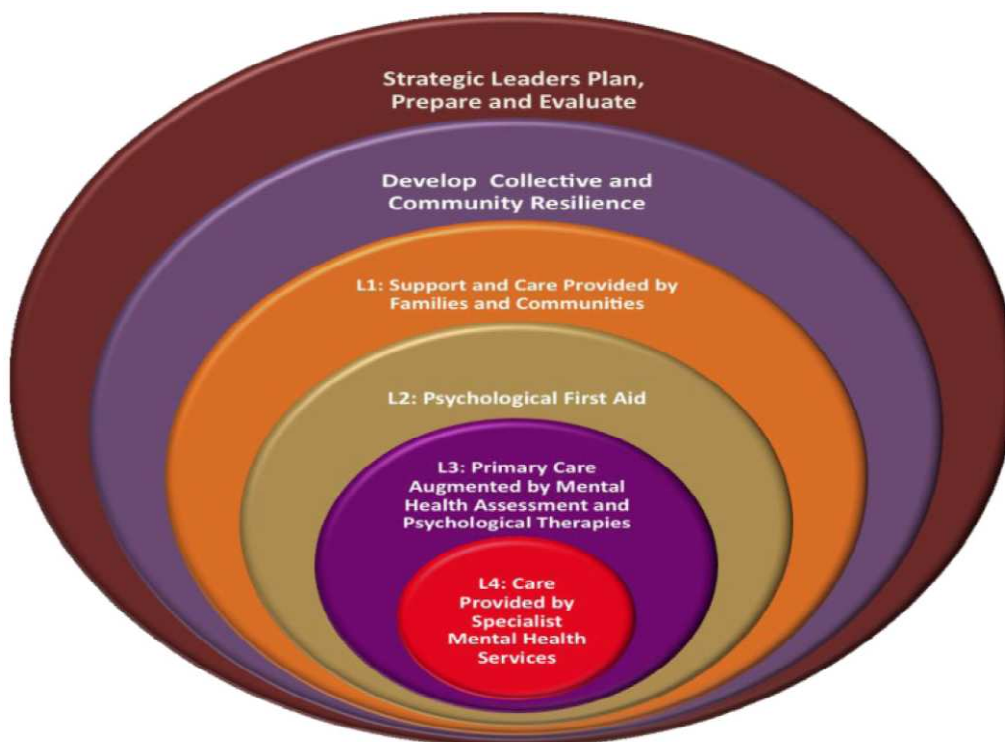 Strategic Leaders Plan,
Prepare and Evaluate
Develop Collective and
Community Resilience
L1: Support and Care Provided by
Families and Communities
L2: Psychological First Aid
L3: Primary Care
Augmented by Mental
Health Assessment and
Psychological Therapies
L4: Care
Provided by
Specialist
Mental Health
Services